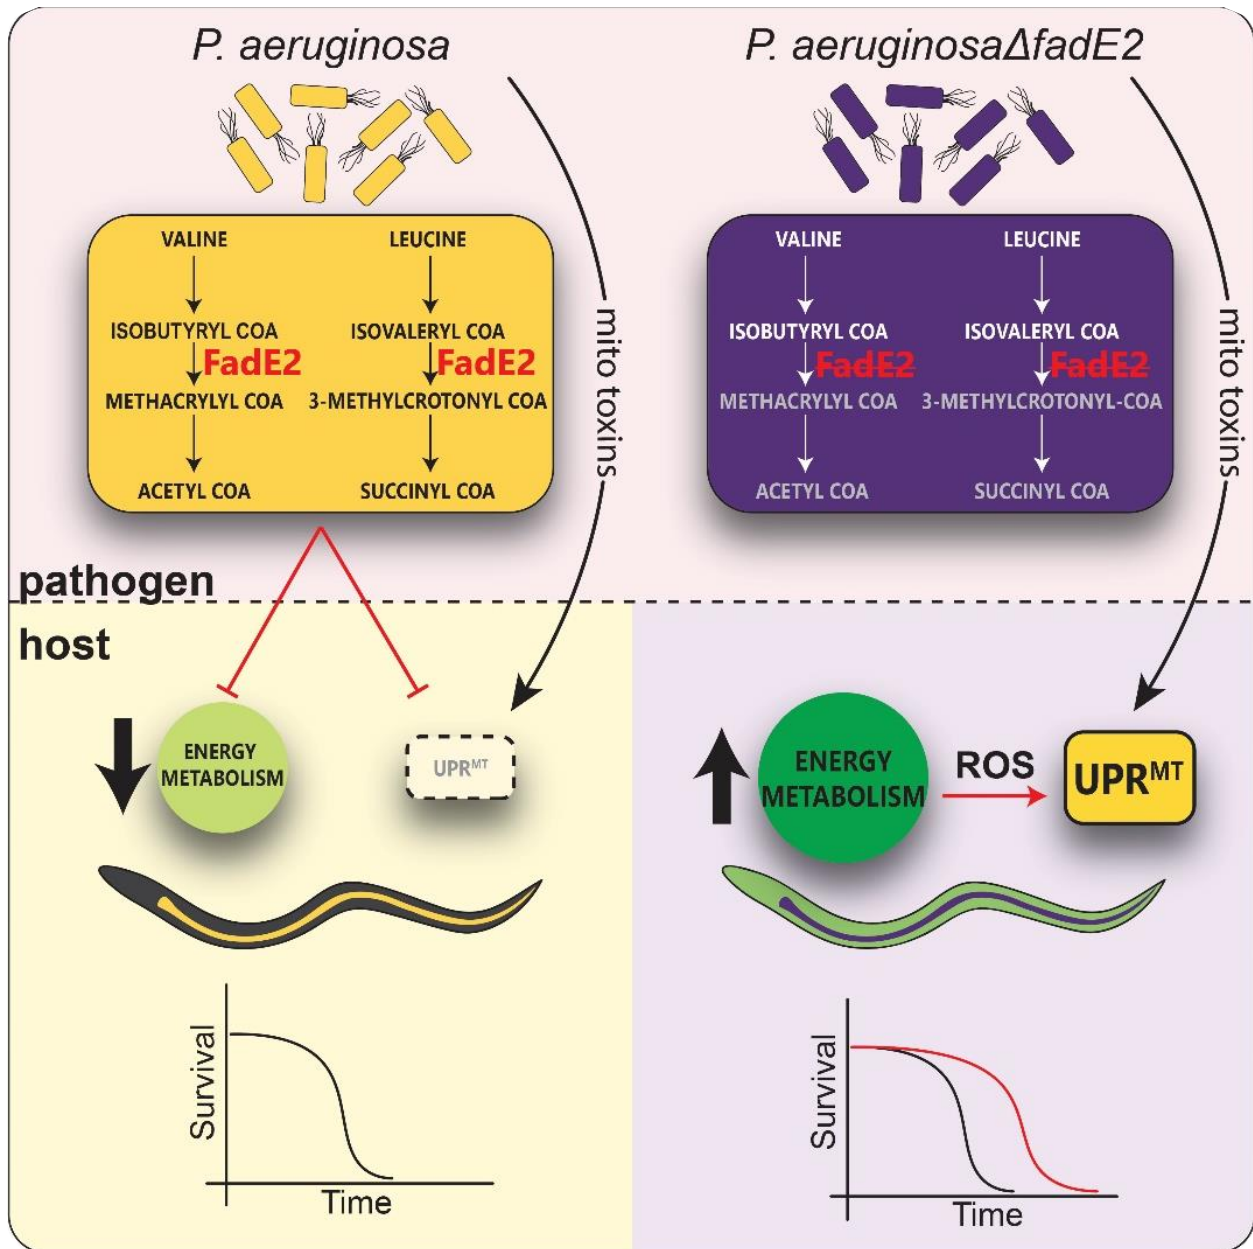 P. aeruginosa
VALINE
LEUCINE
ISOBUTYRYL COA
ISOVALERYL COA
FadE2
FadE2
METHACRYLYL COA
3-METHYLCROTONYL COA
ACETYL COA
SUCCINYL COA
mito toxins
P. aeruginosaΔfadE2
VALINE
LEUCINE
ISOBUTYRYL COA
ISOVALERYL COA
FadE2
FadE2
METHACRYLYL COA
3-METHYLCROTONYL-COA
ACETYL COA
SUCCINYL COA
mito toxins
pathogen
host
ENERGY
METABOLISM
UPRᴹᵀ
Survival
Time
ENERGY
METABOLISM
ROS
UPRᴹᵀ
Survival
Time